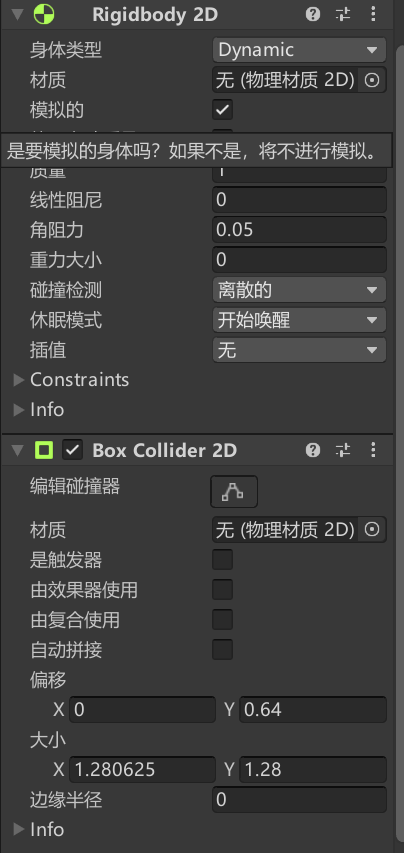 Rigidbody 2D
身体类型 Dynamic
材质 无 (物理材质 2D)
模拟的
是要模拟的身体吗？如果不是，将不进行模拟。
质量 1
线性阻尼 0
角阻力 0.05
重力大小 0
碰撞检测 离散的
休眠模式 开始唤醒
插值 无
Constraints
Info
Box Collider 2D
编辑碰撞器
材质 无 (物理材质 2D)
是触发器
由效果器使用
由复合使用
自动拼接
偏移
X 0 Y 0.64
大小
X 1.280625 Y 1.28
边缘半径 0
Info